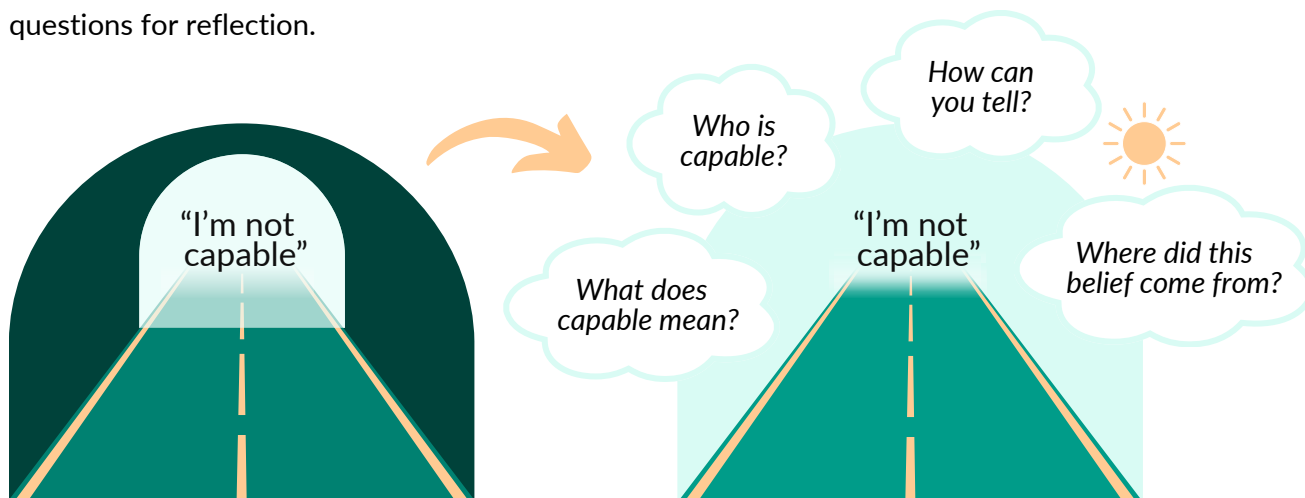 questions for reflection.
“I’m not
capable”
What does
capable mean?
Who is
capable?
How can
you tell?
“I’m not
capable”
Where did this
belief come from?